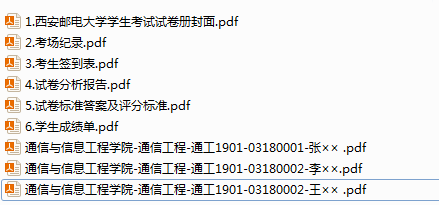 1.西安邮电大学学生考试试卷册封面.pdf
2.考场纪录.pdf
3.考生签到表.pdf
4.试卷分析报告.pdf
5.试卷标准答案及评分标准.pdf
6.学生成绩单.pdf
通信与信息工程学院-通信工程-通工1901-03180001-张×× .pdf
通信与信息工程学院-通信工程-通工1901-03180002-李××.pdf
通信与信息工程学院-通信工程-通工1901-03180002-王×× .pdf